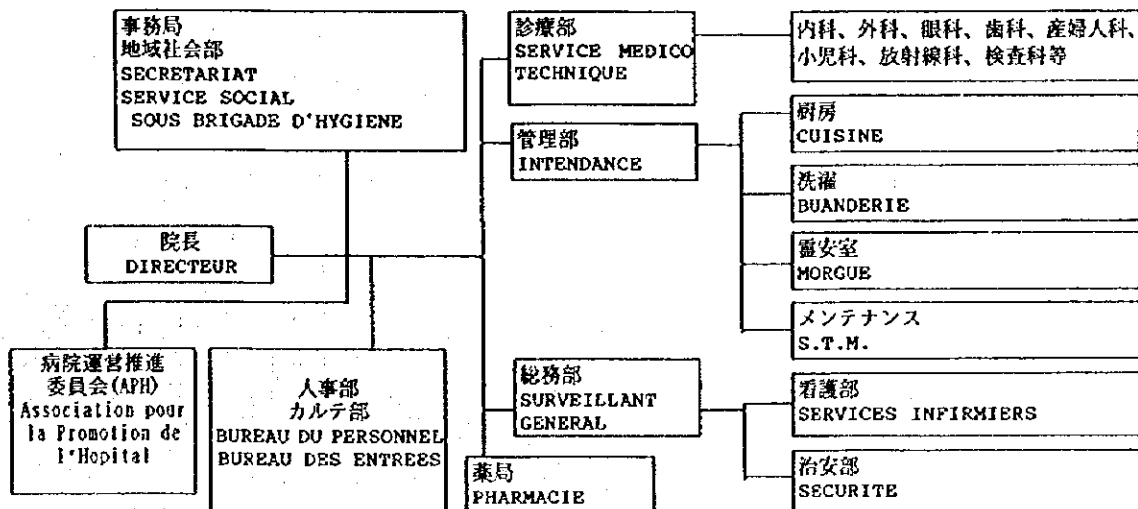 事務局
地域社会部
SECRETARIAT
SERVICE SOCIAL
SOUS BRIGADE D'HYGIENE
診療部
SERVICE MEDICO
TECHNIQUE
内科、外科、眼科、歯科、産婦人科、
小児科、放射線科、検査科等
管理部
INTENDANCE
厨房
CUISINE
洗濯
BUANDERIE
霊安室
MORGUE
メンテナンス
S.T.M.
院長
DIRECTEUR
病院運営推進
委員会(APH)
Association pour
la Promotion de
l'Hopital
人事部
カルテ部
BUREAU DU PERSONNEL
BUREAU DES ENTREES
総務部
SURVEILLANT
GENERAL
看護部
SERVICES INFIRMIERS
治安部
SECURITE
薬局
PHARMACIE